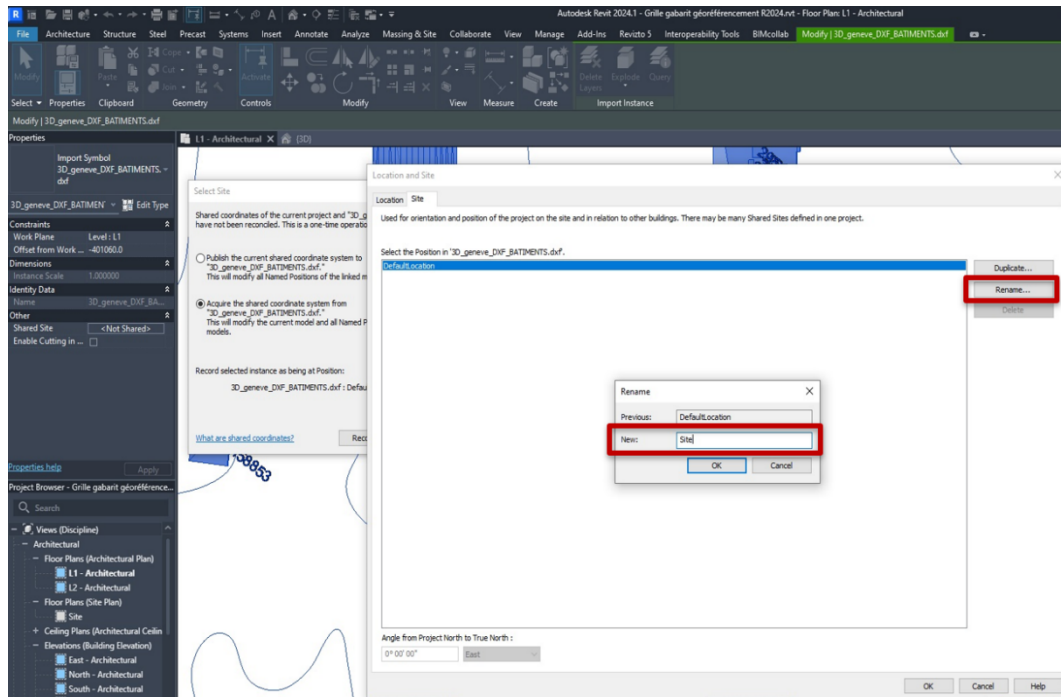 Autodesk Revit 2024.1 - Grille gabarit géoréférencement R2024.rvt - Floor Plan: L1 - Architectural
File Architecture Structure Steel Precast Systems Insert Annotate Analyze Massing & Site Collaborate View Manage Add-Ins Revizto 5 Interoperability Tools BIMcollab Modify | 3D_geneve_DXF_BATIMENTS.dxf
Modify Paste Cope Cut Join Activate Delete Layers Explode Query
Select Properties Clipboard Geometry Controls Modify View Measure Create Import Instance
Modify | 3D_geneve_DXF_BATIMENTS.dxf
Properties
L1 - Architectural {3D}
Import Symbol
3D_geneve_DXF_BATIMENTS.
dxf
3D_geneve_DXF_BATIMEN Edit Type
Constraints
Work Plane Level : L1
Offset from Work ... -401060.0
Dimensions
Instance Scale 1.000000
Identity Data
Name 3D_geneve_DXF_BA...
Other
Shared Site <Not Shared>
Enable Cutting in ...
Properties help Apply
Select Site
Shared coordinates of the current project and "3D_g
have not been reconciled. This is a one-time operatio
Publish the current shared coordinate system to
"3D_geneve_DXF_BATIMENTS.dxf."
This will modify all Named Positions of the linked m
Acquire the shared coordinate system from
"3D_geneve_DXF_BATIMENTS.dxf."
This will modify the current model and all Named P
models.
Record selected instance as being at Position:
3D_geneve_DXF_BATIMENTS.dxf : Defau
What are shared coordinates? Reco
Location and Site
Location Site
Used for orientation and position of the project on the site and in relation to other buildings. There may be many Shared Sites defined in one project.
Select the Position in '3D_geneve_DXF_BATIMENTS.dxf'.
DefaultLocation
Duplicate...
Rename...
Delete
Rename
Previous: DefaultLocation
New: Site
OK Cancel
Angle from Project North to True North :
0° 00' 00" East
OK Cancel Help
Project Browser - Grille gabarit géoréférence...
Search
Views (Discipline)
Architectural
Floor Plans (Architectural Plan)
L1 - Architectural
L2 - Architectural
Floor Plans (Site Plan)
Site
Ceiling Plans (Architectural Ceilin
Elevations (Building Elevation)
East - Architectural
North - Architectural
South - Architectural